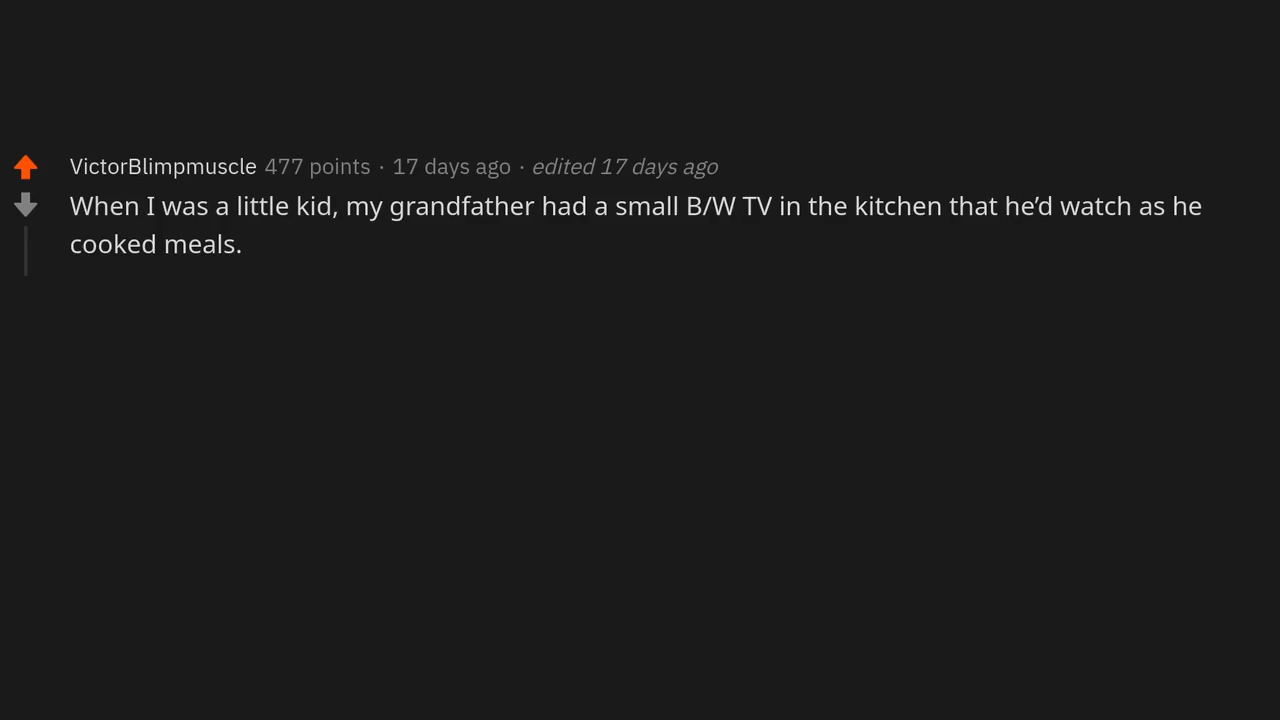 VictorBlimpmuscle 477 points · 17 days ago · edited 17 days ago
When I was a little kid, my grandfather had a small B/W TV in the kitchen that he’d watch as he
cooked meals.